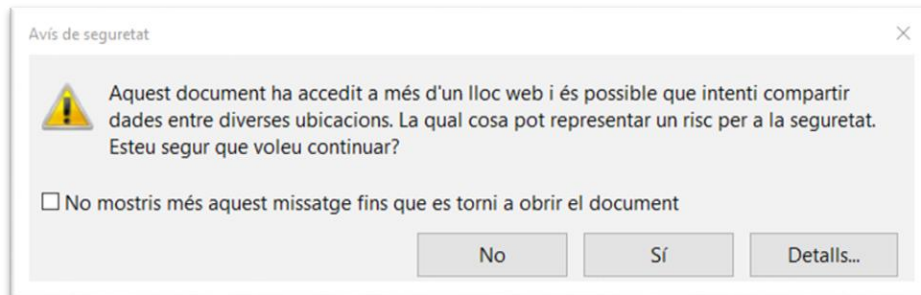 Avís de seguretat
Aquest document ha accedit a més d'un lloc web i és possible que intenti compartir
dades entre diverses ubicacions. La qual cosa pot representar un risc per a la seguretat.
Esteu segur que voleu continuar?
No mostris més aquest missatge fins que es torni a obrir el document
No
Sí
Detalls...